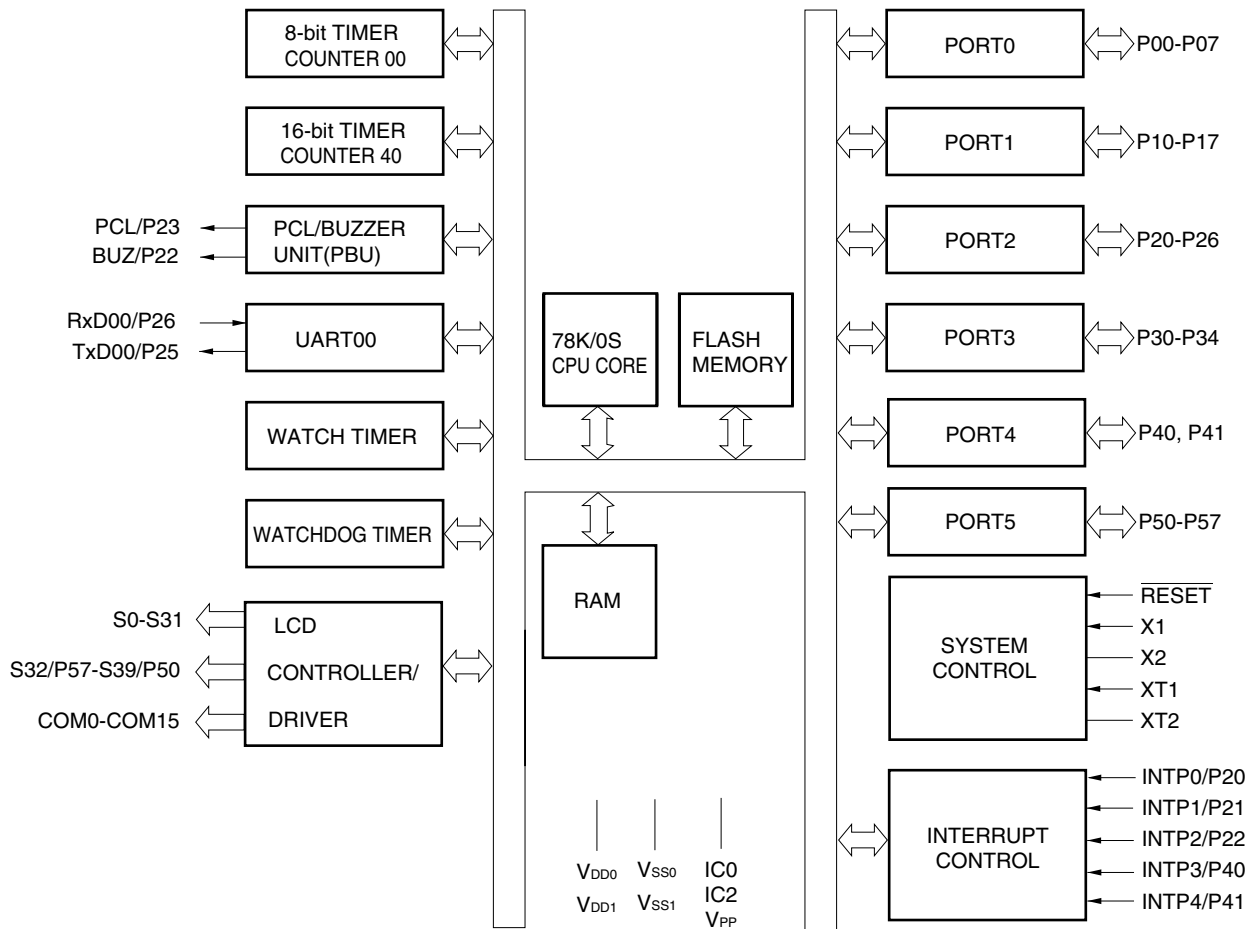 8-bit TIMER
COUNTER 00
16-bit TIMER
COUNTER 40
PCL/P23
BUZ/P22
PCL/BUZZER
UNIT(PBU)
RxD00/P26
TxD00/P25
UART00
WATCH TIMER
WATCHDOG TIMER
S0-S31
S32/P57-S39/P50
COM0-COM15
LCD
CONTROLLER/
DRIVER
78K/0S
CPU CORE
FLASH
MEMORY
RAM
VDD0
VDD1
VSS0
VSS1
IC0
IC2
VPP
PORT0
P00-P07
PORT1
P10-P17
PORT2
P20-P26
PORT3
P30-P34
PORT4
P40, P41
PORT5
P50-P57
SYSTEM
CONTROL
RESET
X1
X2
XT1
XT2
INTERRUPT
CONTROL
INTP0/P20
INTP1/P21
INTP2/P22
INTP3/P40
INTP4/P41